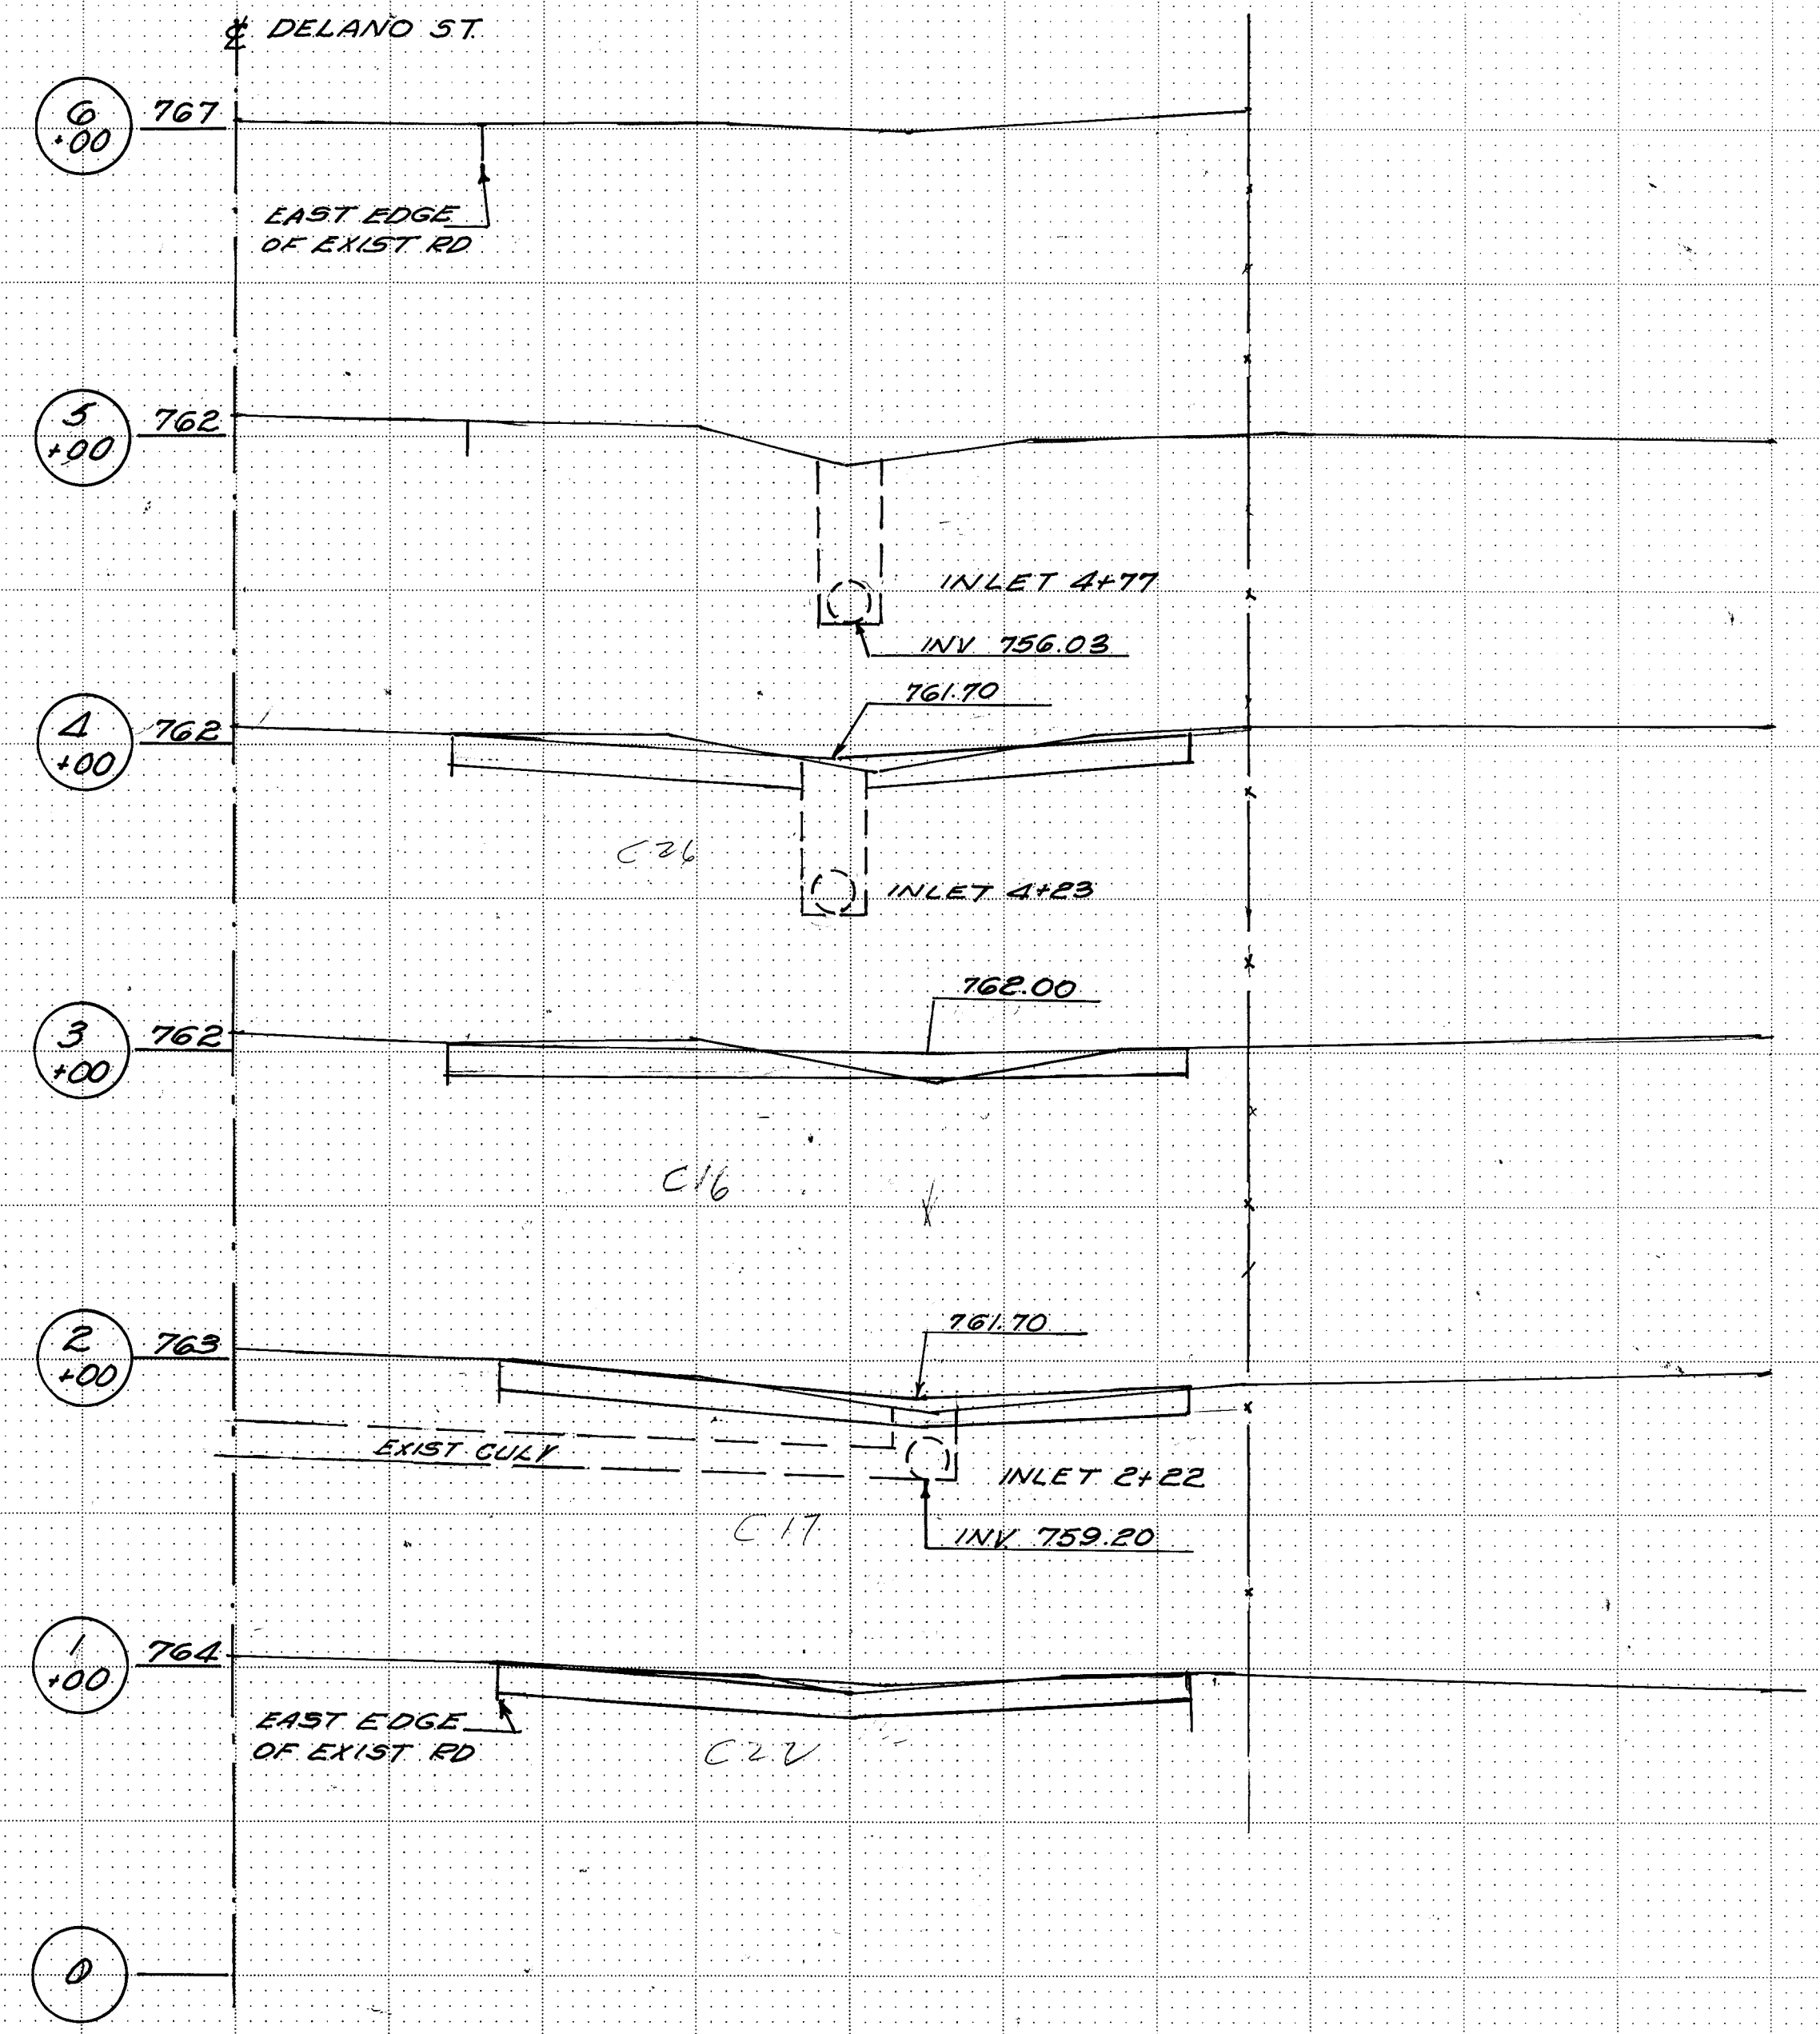 ℄ DELANO ST.
6
+00
767
EAST EDGE
OF EXIST RD
5
+00
762
INLET 4+77
INV 756.03
761.70
4
+00
762
C26
INLET 4+23
762.00
3
+00
762
C16
761.70
2
+00
763
EXIST CULV
INLET 2+22
C17
INV. 759.20
1
+00
764
EAST EDGE
OF EXIST RD
C22
0